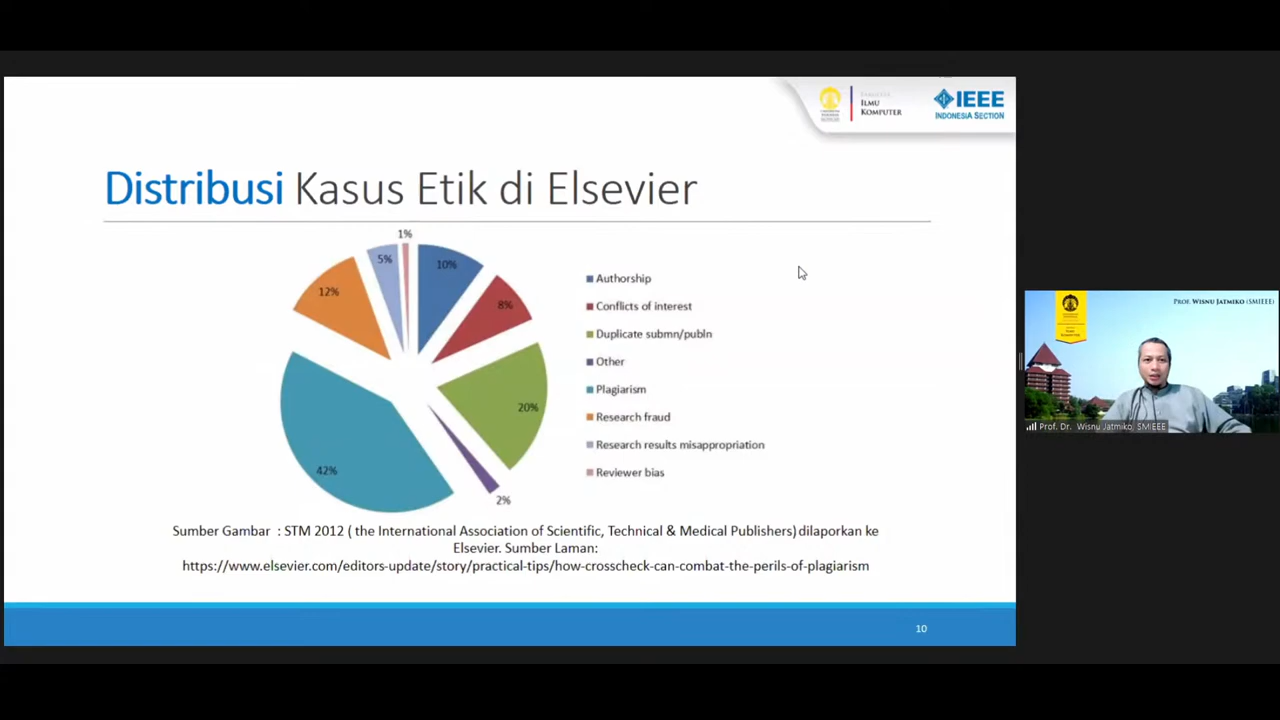 ILMU
KOMPUTER
IEEE
INDONESIA SECTION
Distribusi Kasus Etik di Elsevier
1%
5%
10%
12%
8%
20%
42%
2%
Authorship
Conflicts of interest
Duplicate submn/publn
Other
Plagiarism
Research fraud
Research results misappropriation
Reviewer bias
Sumber Gambar : STM 2012 ( the International Association of Scientific, Technical & Medical Publishers) dilaporkan ke
Elsevier. Sumber Laman:
https://www.elsevier.com/editors-update/story/practical-tips/how-crosscheck-can-combat-the-perils-of-plagiarism
10
Prof. Wisnu Jatmiko (SMIEEE)
Prof. Dr. Wisnu Jatmiko SMIEEE